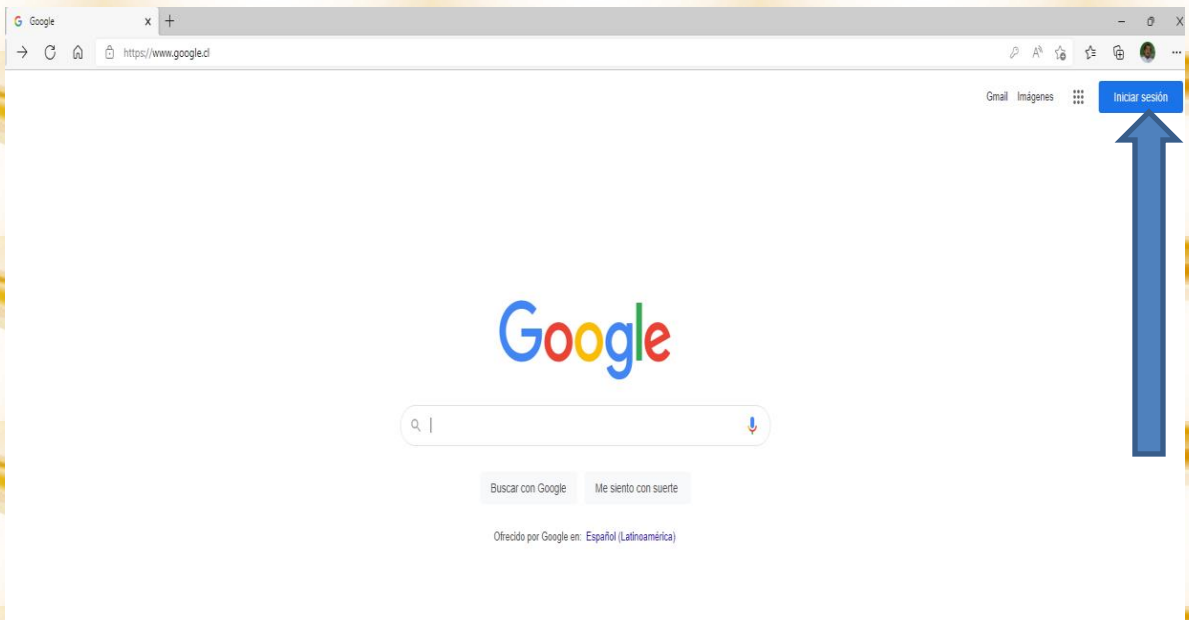 Google
https://www.google.cl
Gmail Imágenes Iniciar sesión
Google
Buscar con Google Me siento con suerte
Ofrecido por Google en: Español (Latinoamérica)